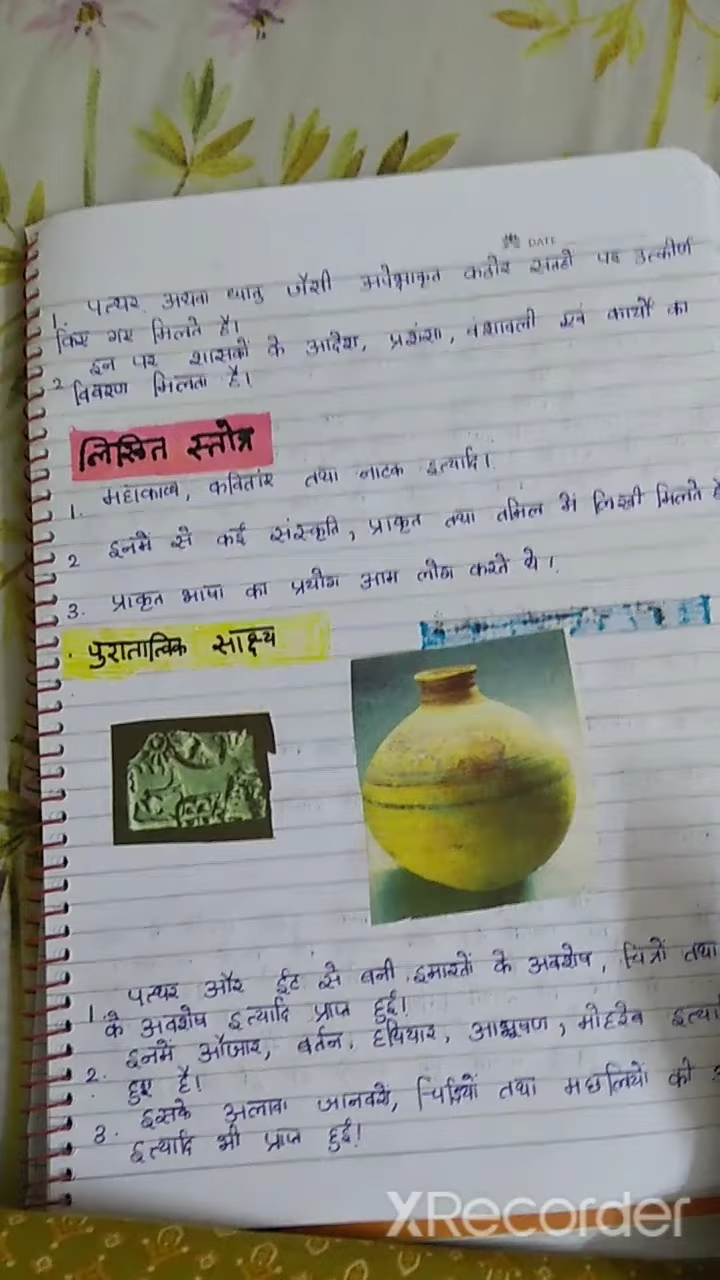 DATE
1. पत्थर अथवा धातु जैसी अपेक्षाकृत कठोर सतहों पर उत्कीर्ण
किए गए मिलते है।
2 इन पर शासकों के आदेश, प्रशंसा, वंशावली एवं कार्यों का
विवरण मिलता है।
लिखित स्तोत्र
1. महाकाव्य, कविताएं तथा नाटक इत्यादि।
2 इनमें से कई संस्कृति, प्राकृत तथा तमिल में लिखी मिलते है
3. प्राकृत भाषा का प्रयोग आम लोग करते थे।
• पुरातात्विक साक्ष्य
1. पत्थर और ईट से बनी इमारतों के अवशेष, चित्रों तथा
के अवशेष इत्यादि प्राप्त हुई।
2. इनमें औजार, बर्तन, हथियार, आभूषण, इत्या
हुए है।
3. इसके अलावा जानवरों, चिड़ियों तथा मछलियों की
इत्यादि भी प्राप्त हुई!
XRecorder